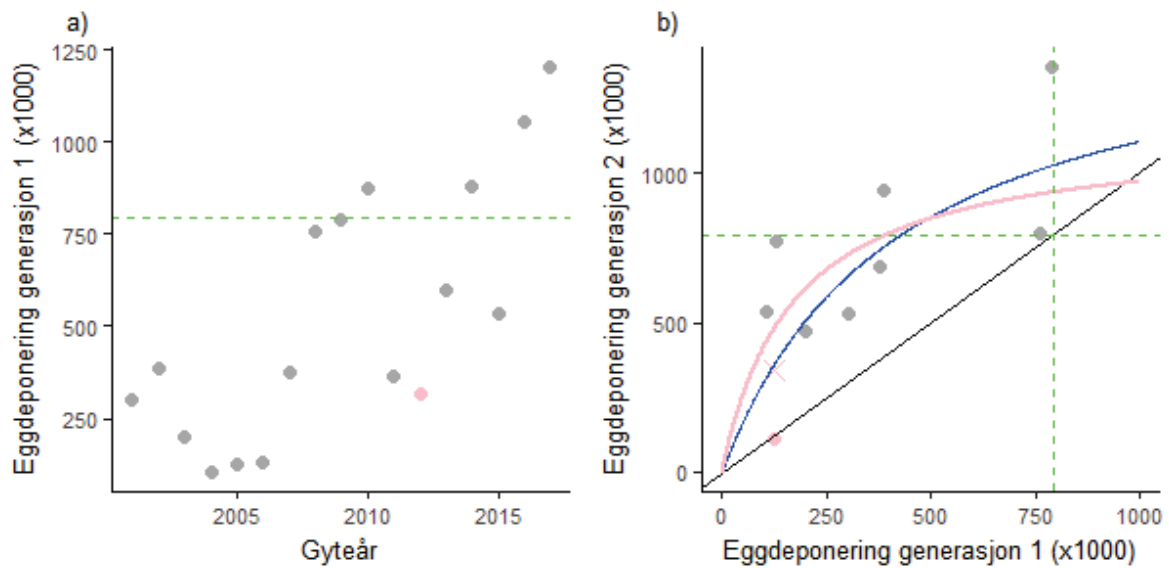 a)
Eggdeponering generasjon 1 (x1000)
1250
1000
750
500
250
2005
2010
2015
Gyteår
b)
Eggdeponering generasjon 2 (x1000)
1000
500
0
0
250
500
750
1000
Eggdeponering generasjon 1 (x1000)